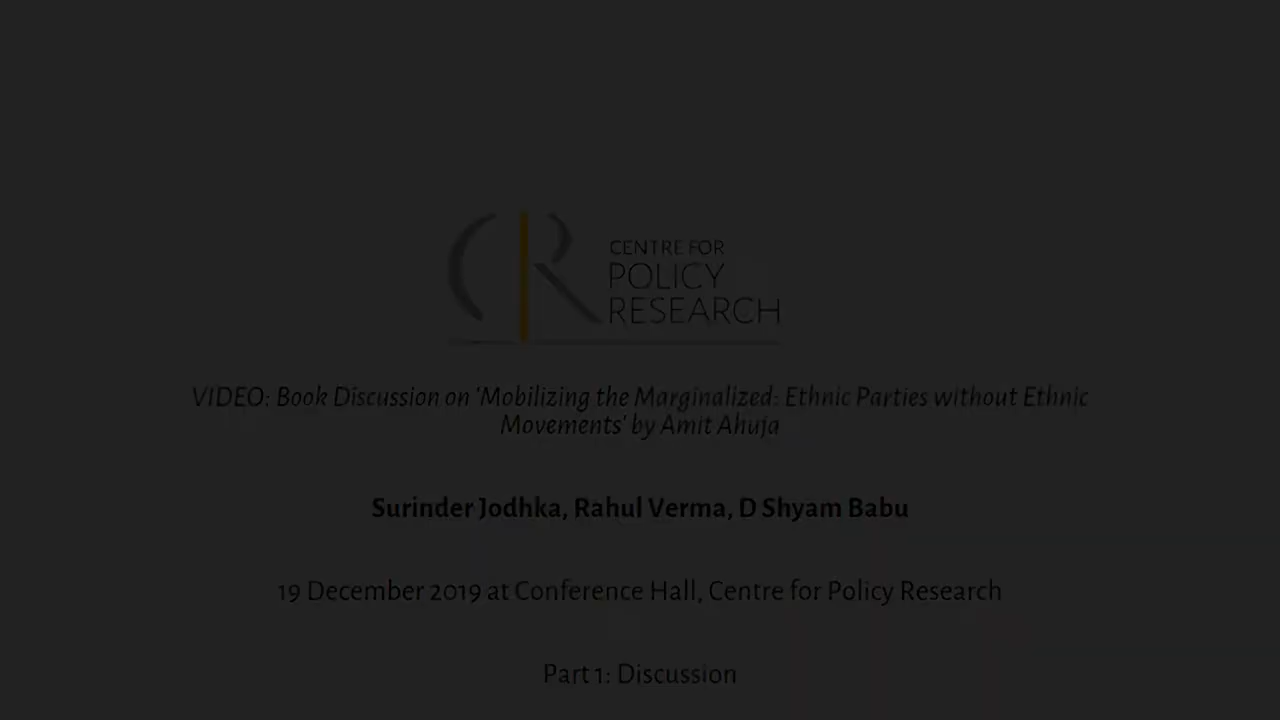 CENTRE FOR
POLICY
RESEARCH
VIDEO: Book Discussion on 'Mobilizing the Marginalized: Ethnic Parties without Ethnic
Movements' by Amit Ahuja
Surinder Jodhka, Rahul Verma, D Shyam Babu
19 December 2019 at Conference Hall, Centre for Policy Research
Part 1: Discussion